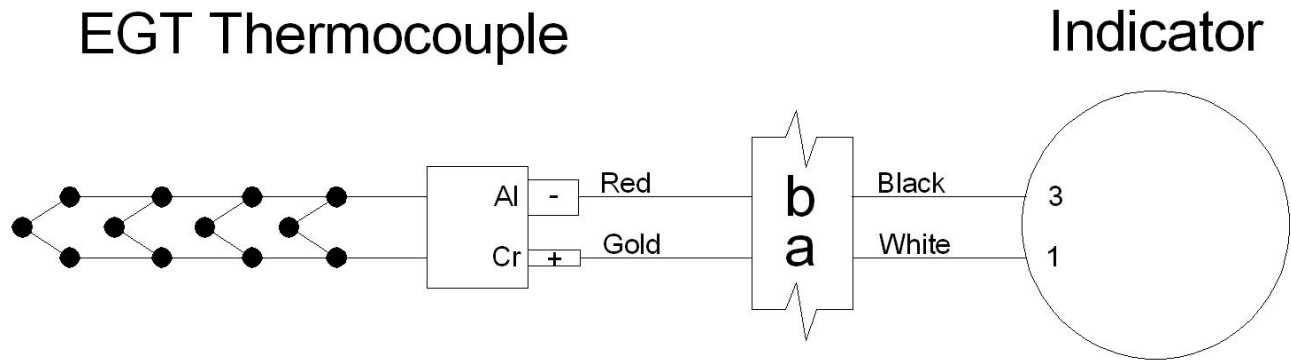 EGT Thermocouple Indicator
Al - Red b Black 3
Cr + Gold a White 1